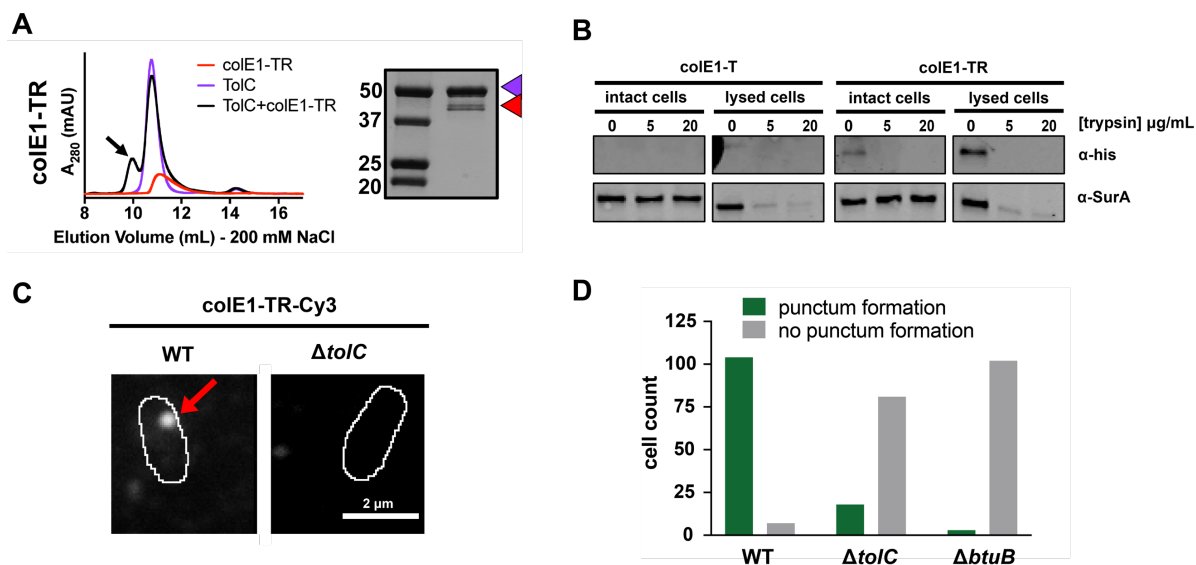 A
colE1-TR
A280 (mAU)
colE1-TR
TolC
TolC+colE1-TR
8 10 12 14 16
Elution Volume (mL) - 200 mM NaCl
50
37
25
20
B
colE1-T colE1-TR
intact cells lysed cells intact cells lysed cells
0 5 20 0 5 20 0 5 20 0 5 20 [trypsin] µg/mL
α-his
α-SurA
C
colE1-TR-Cy3
WT ΔtolC
2 µm
D
punctum formation
no punctum formation
cell count
125
100
75
50
25
0
WT ΔtolC ΔbtuB